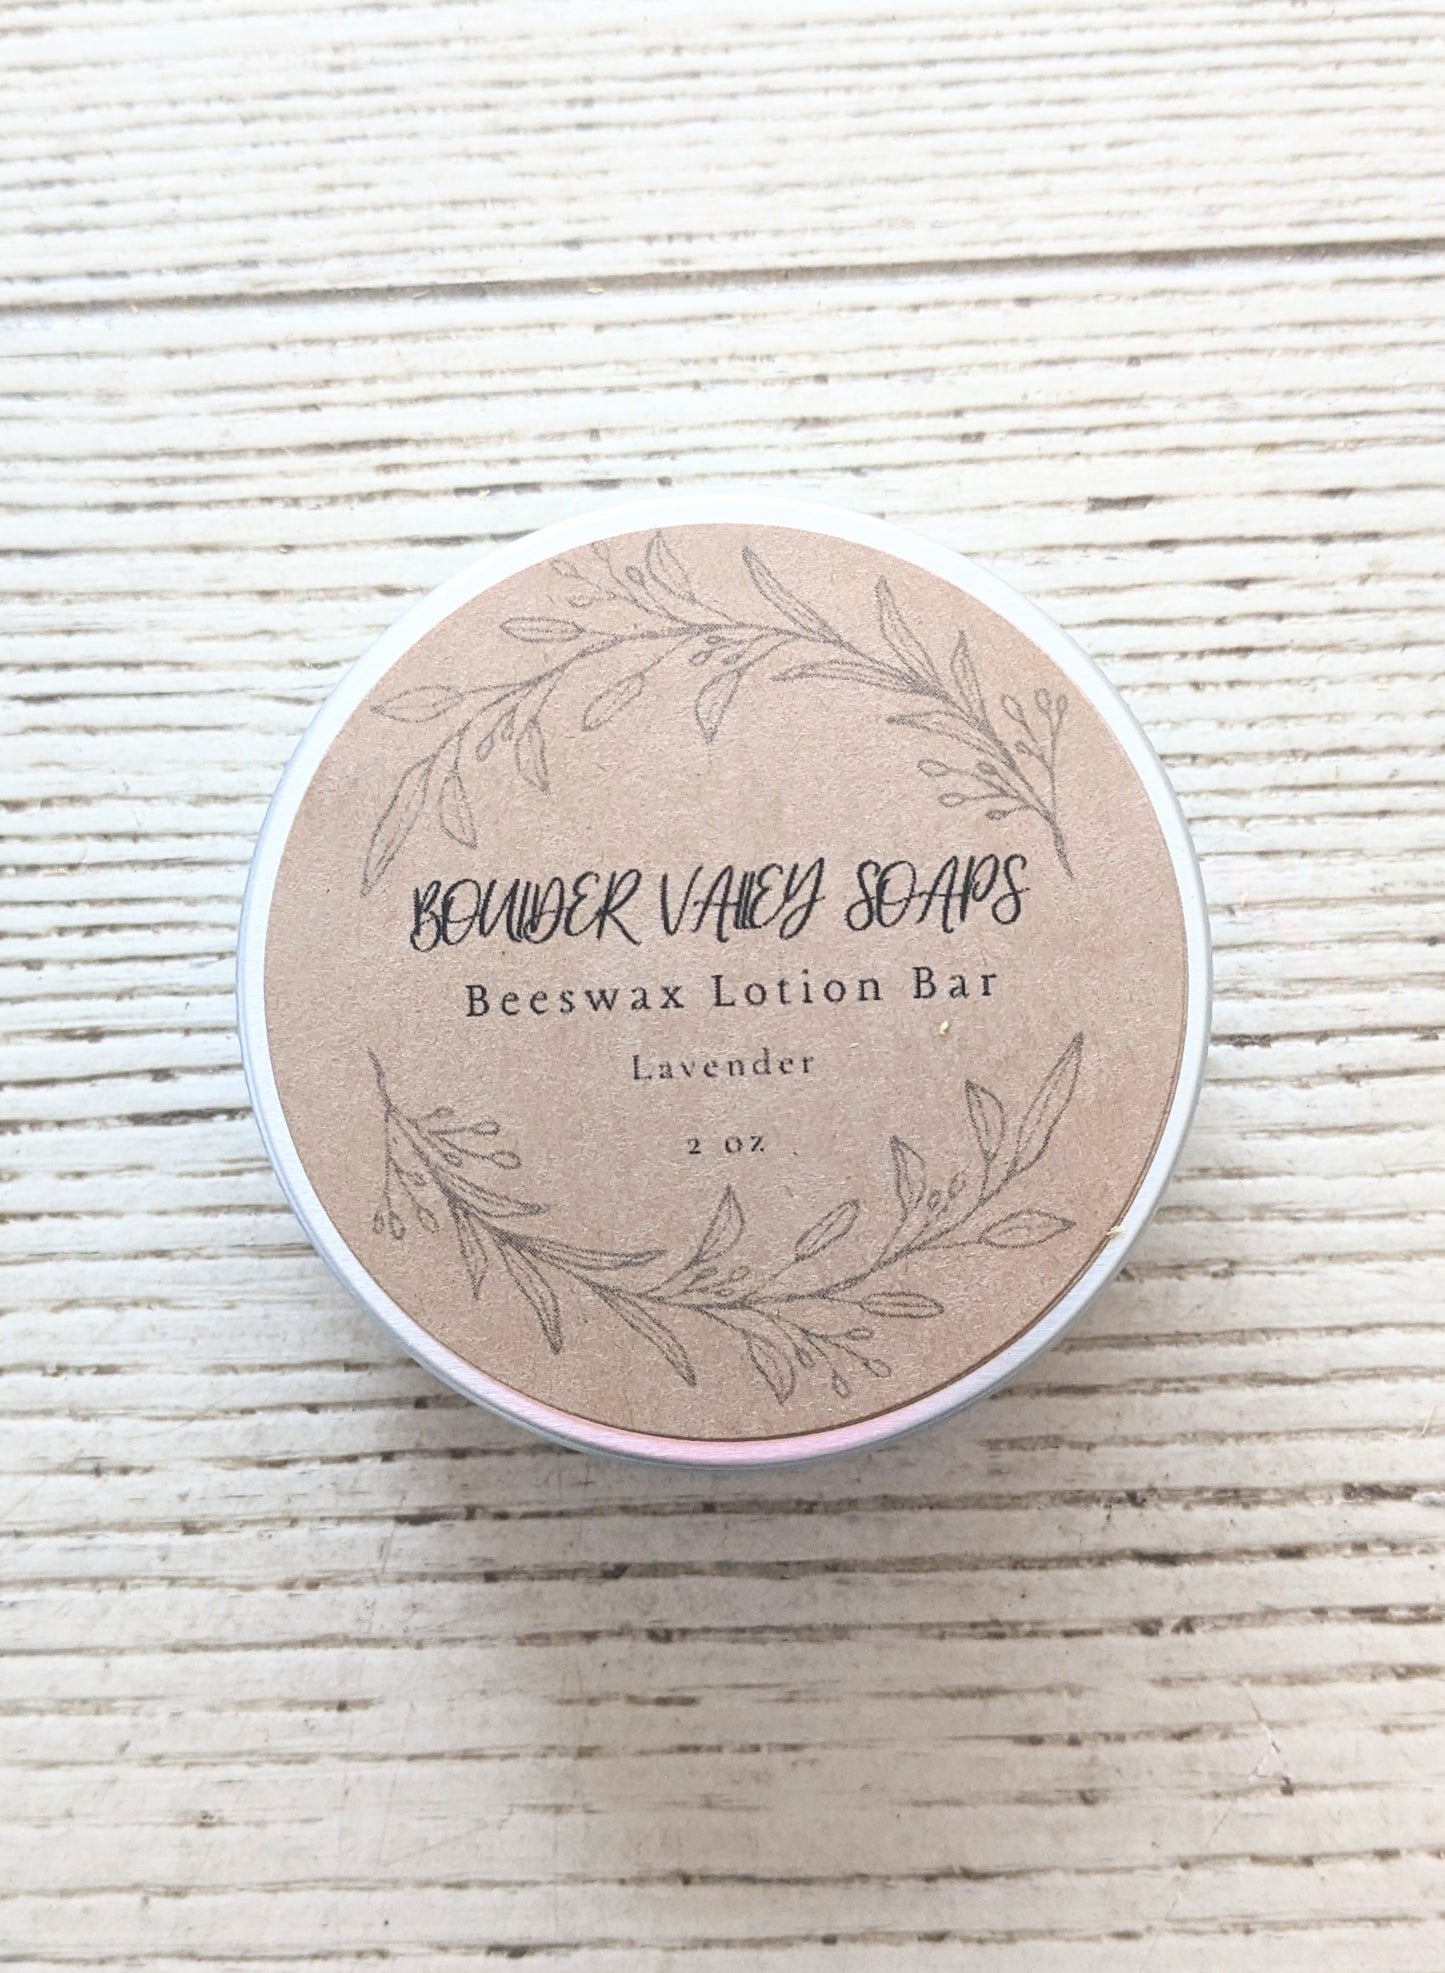 BOULDER VALLEY SOAPS
Beeswax Lotion Bar
Lavender
2 oz